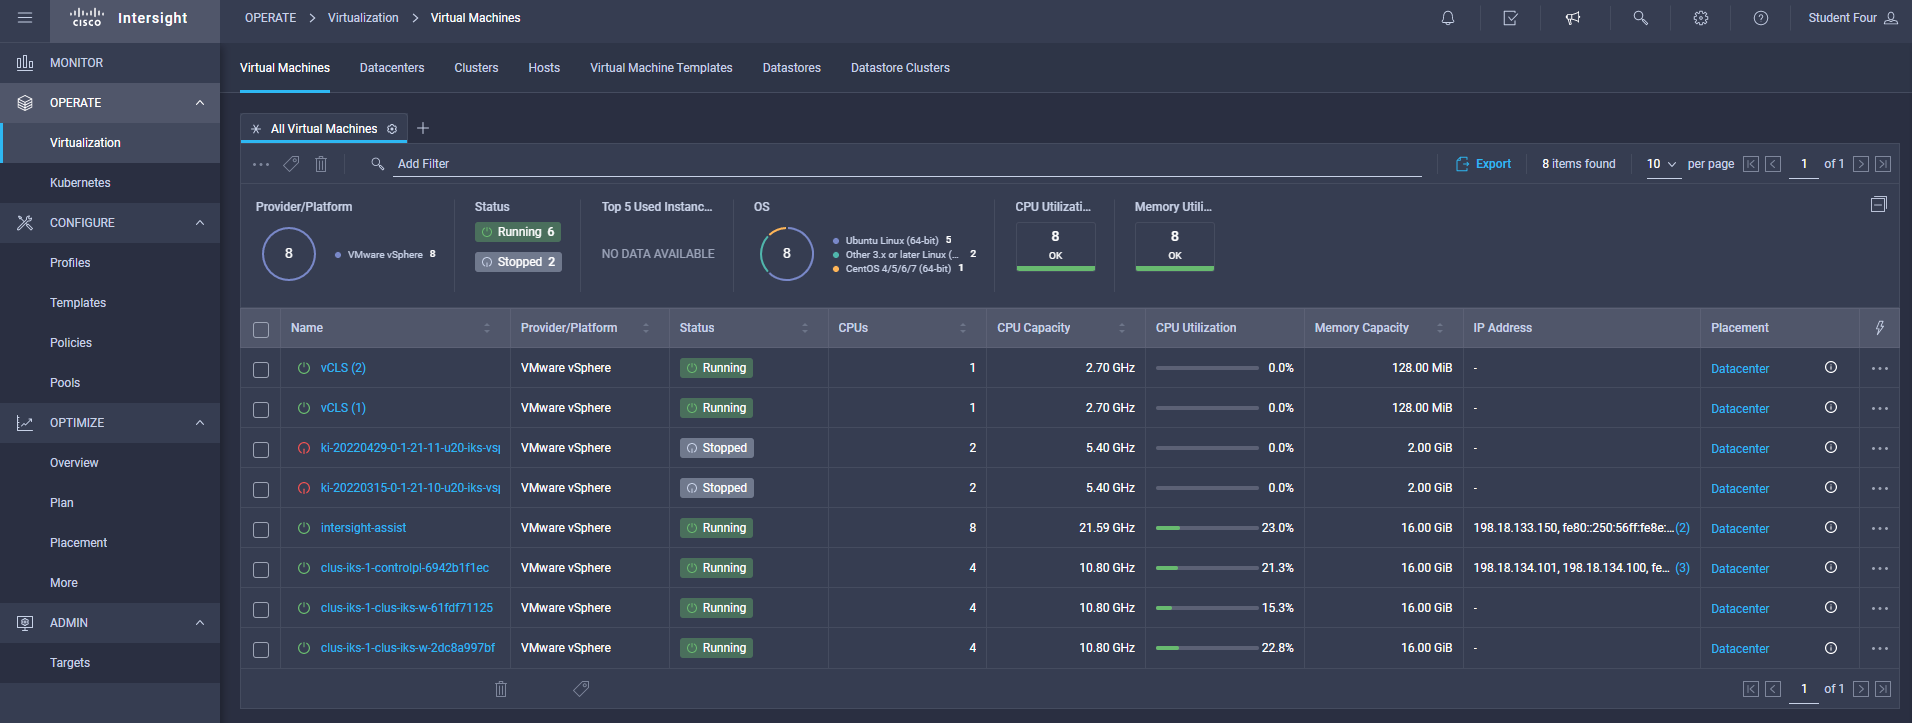 CISCO Intersight
OPERATE > Virtualization > Virtual Machines
Student Four
MONITOR
OPERATE
Virtualization
Kubernetes
CONFIGURE
Profiles
Templates
Policies
Pools
OPTIMIZE
Overview
Plan
Placement
More
ADMIN
Targets
Virtual Machines Datacenters Clusters Hosts Virtual Machine Templates Datastores Datastore Clusters
All Virtual Machines
Add Filter Export 8 items found 10 per page 1 of 1
Provider/Platform
8
VMware vSphere 8
Status
Running 6
Stopped 2
Top 5 Used Instanc...
NO DATA AVAILABLE
OS
8
Ubuntu Linux (64-bit) 5
Other 3.x or later Linux (... 2
CentOS 4/5/6/7 (64-bit) 1
CPU Utilizati...
8
OK
Memory Utili...
8
OK
Name Provider/Platform Status CPUs CPU Capacity CPU Utilization Memory Capacity IP Address Placement
vCLS (2) VMware vSphere Running 1 2.70 GHz 0.0% 128.00 MiB - Datacenter
vCLS (1) VMware vSphere Running 1 2.70 GHz 0.0% 128.00 MiB - Datacenter
ki-20220429-0-1-21-11-u20-iks-vsp VMware vSphere Stopped 2 5.40 GHz 0.0% 2.00 GiB - Datacenter
ki-20220315-0-1-21-10-u20-iks-vsp VMware vSphere Stopped 2 5.40 GHz 0.0% 2.00 GiB - Datacenter
intersight-assist VMware vSphere Running 8 21.59 GHz 23.0% 16.00 GiB 198.18.133.150, fe80::250:56ff:fe8e:... (2) Datacenter
clus-iks-1-controlpl-6942b1f1ec VMware vSphere Running 4 10.80 GHz 21.3% 16.00 GiB 198.18.134.101, 198.18.134.100, fe... (3) Datacenter
clus-iks-1-clus-iks-w-61fdf71125 VMware vSphere Running 4 10.80 GHz 15.3% 16.00 GiB - Datacenter
clus-iks-1-clus-iks-w-2dc8a997bf VMware vSphere Running 4 10.80 GHz 22.8% 16.00 GiB - Datacenter
1 of 1